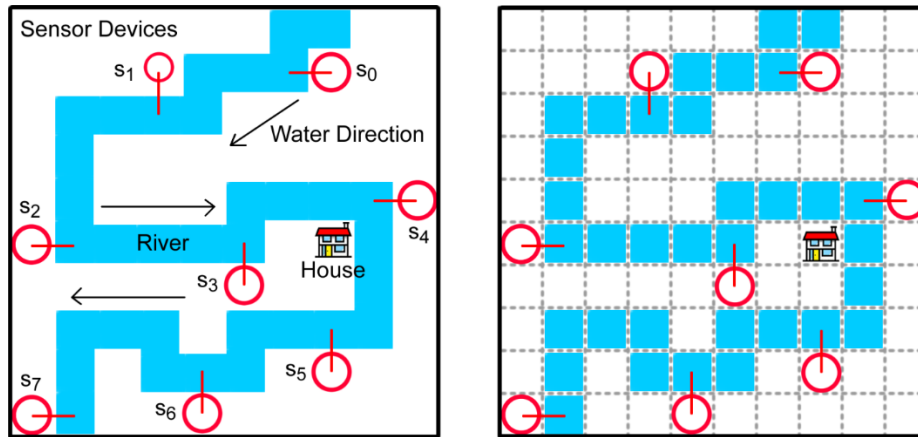 Sensor Devices
s1
s0
Water Direction
s2
River
s4
House
s3
s7
s5
s6